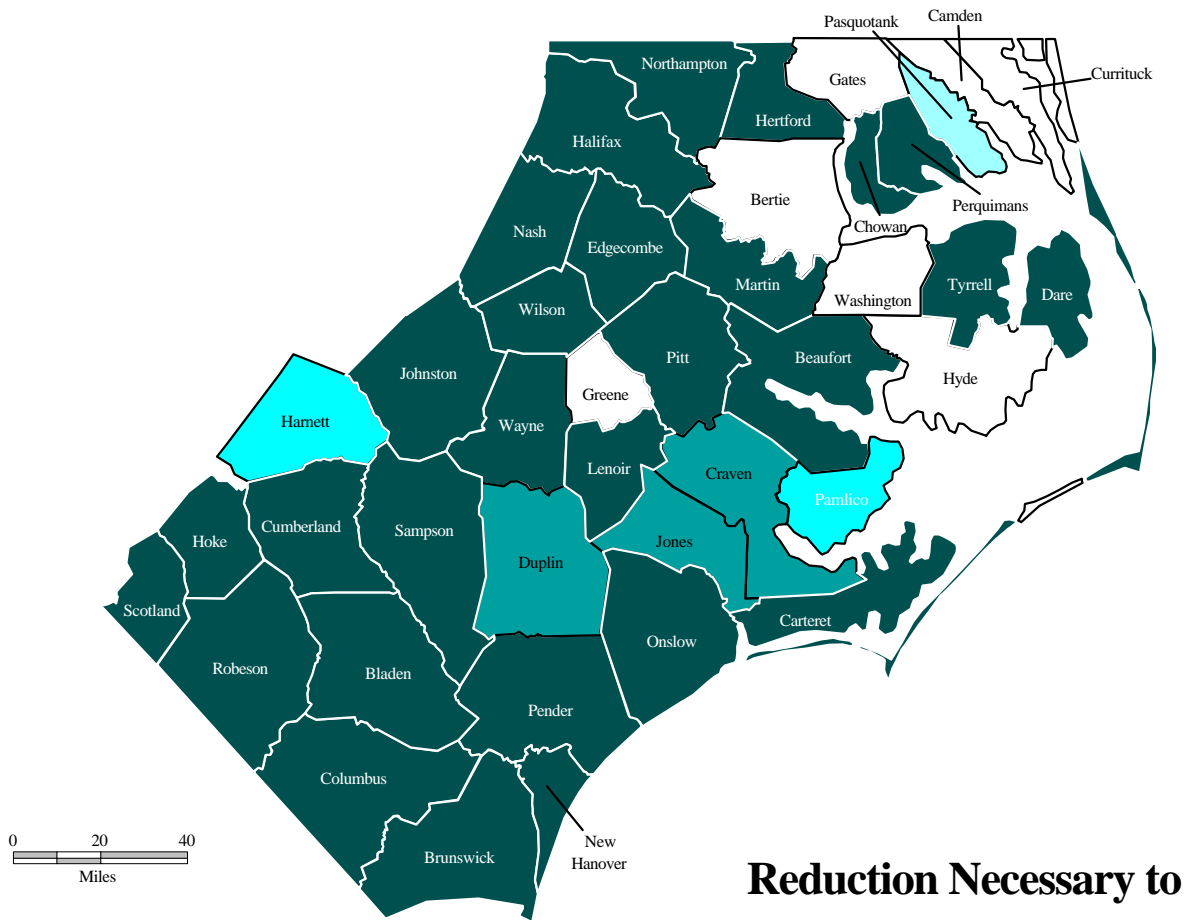 Camden
Pasquotank
Northampton
Currituck
Gates
Hertford
Halifax
Bertie
Perquimans
Chowan
Nash
Edgecombe
Martin
Tyrrell
Dare
Washington
Wilson
Pitt
Beaufort
Johnston
Hyde
Greene
Harnett
Wayne
Lenoir
Craven
Pamlico
Cumberland
Sampson
Hoke
Jones
Duplin
Scotland
Carteret
Onslow
Robeson
Bladen
Pender
Columbus
0 20 40
Miles
New
Hanover
Brunswick
Reduction Necessary to